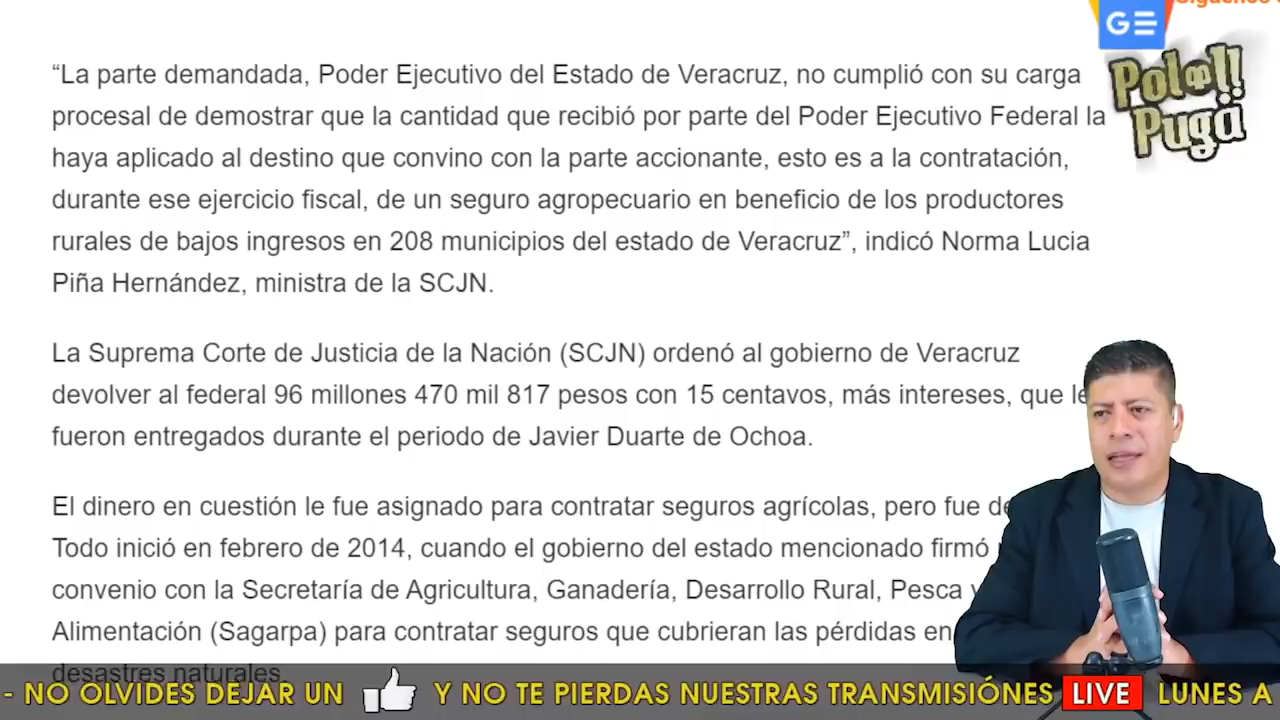 “La parte demandada, Poder Ejecutivo del Estado de Veracruz, no cumplió con su carga
procesal de demostrar que la cantidad que recibió por parte del Poder Ejecutivo Federal la
haya aplicado al destino que convino con la parte accionante, esto es a la contratación,
durante ese ejercicio fiscal, de un seguro agropecuario en beneficio de los productores
rurales de bajos ingresos en 208 municipios del estado de Veracruz”, indicó Norma Lucia
Piña Hernández, ministra de la SCJN.
La Suprema Corte de Justicia de la Nación (SCJN) ordenó al gobierno de Veracruz
devolver al federal 96 millones 470 mil 817 pesos con 15 centavos, más intereses, que le
fueron entregados durante el periodo de Javier Duarte de Ochoa.
El dinero en cuestión le fue asignado para contratar seguros agrícolas, pero fue de
Todo inició en febrero de 2014, cuando el gobierno del estado mencionado firmó
convenio con la Secretaría de Agricultura, Ganadería, Desarrollo Rural, Pesca y
Alimentación (Sagarpa) para contratar seguros que cubrieran las pérdidas en
desastres naturales.
GE
Polo!!
Pugä
- NO OLVIDES DEJAR UN Y NO TE PIERDAS NUESTRAS TRANSMISIÓNES LIVE LUNES A